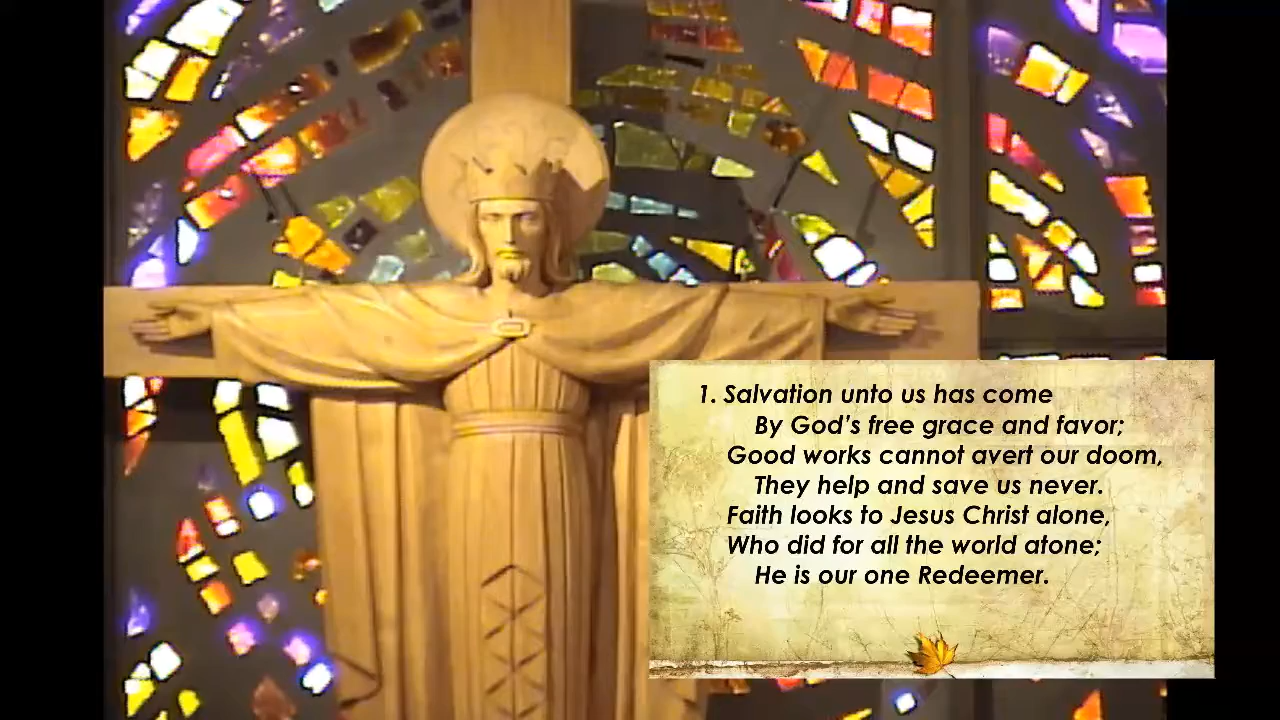 1. Salvation unto us has come
By God's free grace and favor;
Good works cannot avert our doom,
They help and save us never.
Faith looks to Jesus Christ alone,
Who did for all the world atone;
He is our one Redeemer.